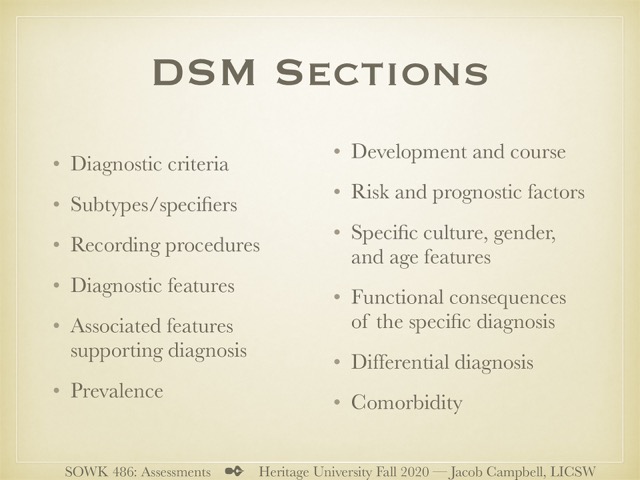 DSM Sections
• Diagnostic criteria
• Subtypes/specifiers
• Recording procedures
• Diagnostic features
• Associated features
supporting diagnosis
• Prevalence
• Development and course
• Risk and prognostic factors
• Specific culture, gender,
and age features
• Functional consequences
of the specific diagnosis
• Differential diagnosis
• Comorbidity
SOWK 486: Assessments ✒ Heritage University Fall 2020 — Jacob Campbell, LICSW